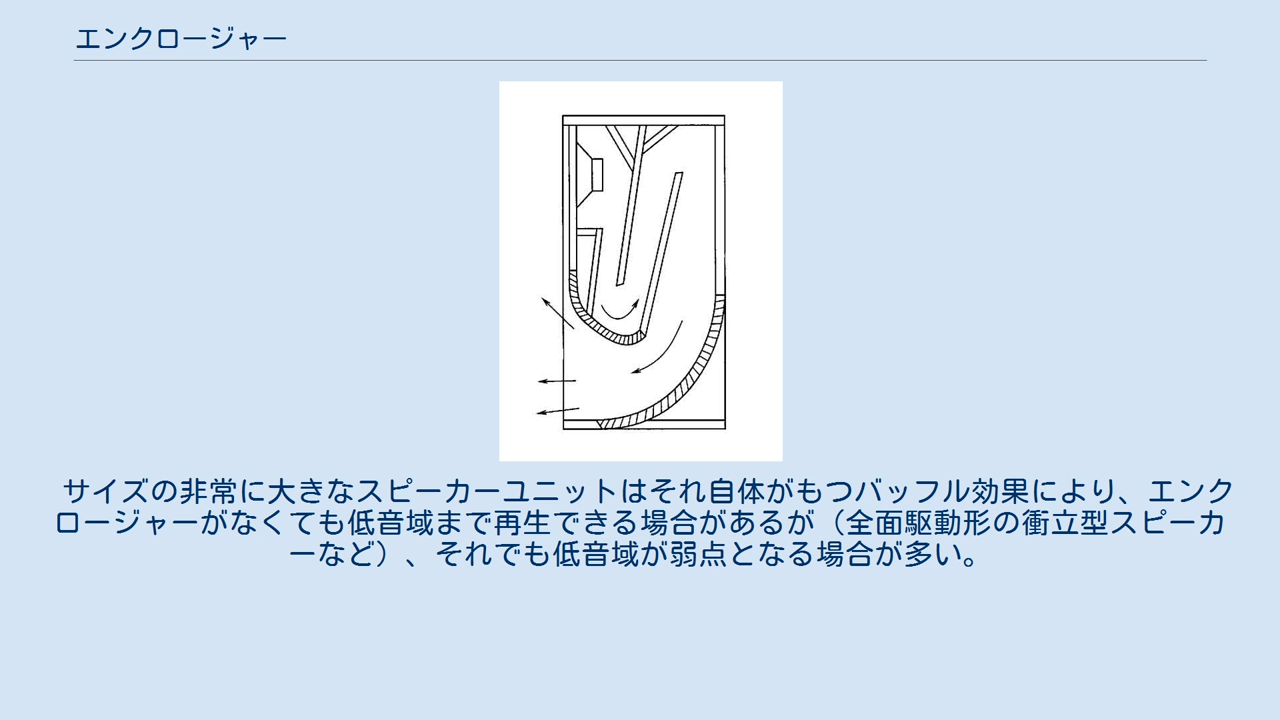 エンクロージャー
サイズの非常に大きなスピーカーユニットはそれ自体がもつバッフル効果により、エンク
ロージャーがなくても低音域まで再生できる場合があるが（全面駆動形の衝立型スピーカ
ーなど）、それでも低音域が弱点となる場合が多い。